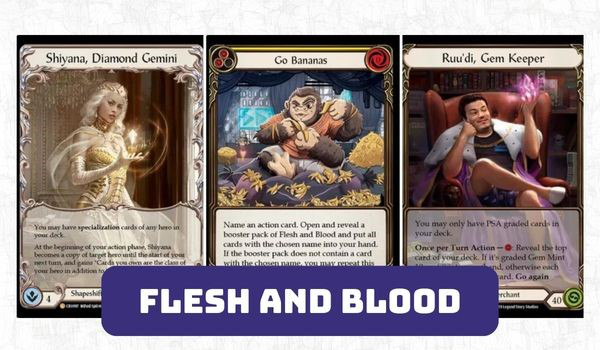 Shiyana, Diamond Gemini
You may have specialization cards of any hero in
your deck.
At the beginning of your action phase, Shiyana
becomes a copy of target hero until the start of your
next turn, and gains "Cards you own are the class of
your hero in addition to
4
Shapeshift
Go Bananas
Name an action card. Open and reveal a
booster pack of Flesh and Blood and put all
cards with the chosen name into your hand.
If the booster pack does not contain a card
with the chosen name, you may repeat this
Ruu'di, Gem Keeper
You may only have PSA graded cards in
your deck.
Once per Turn Action — : Reveal the top
card of your deck. If it's graded Gem Mint
hand, otherwise each
card. Go again
erchant
40
FLESH AND BLOOD